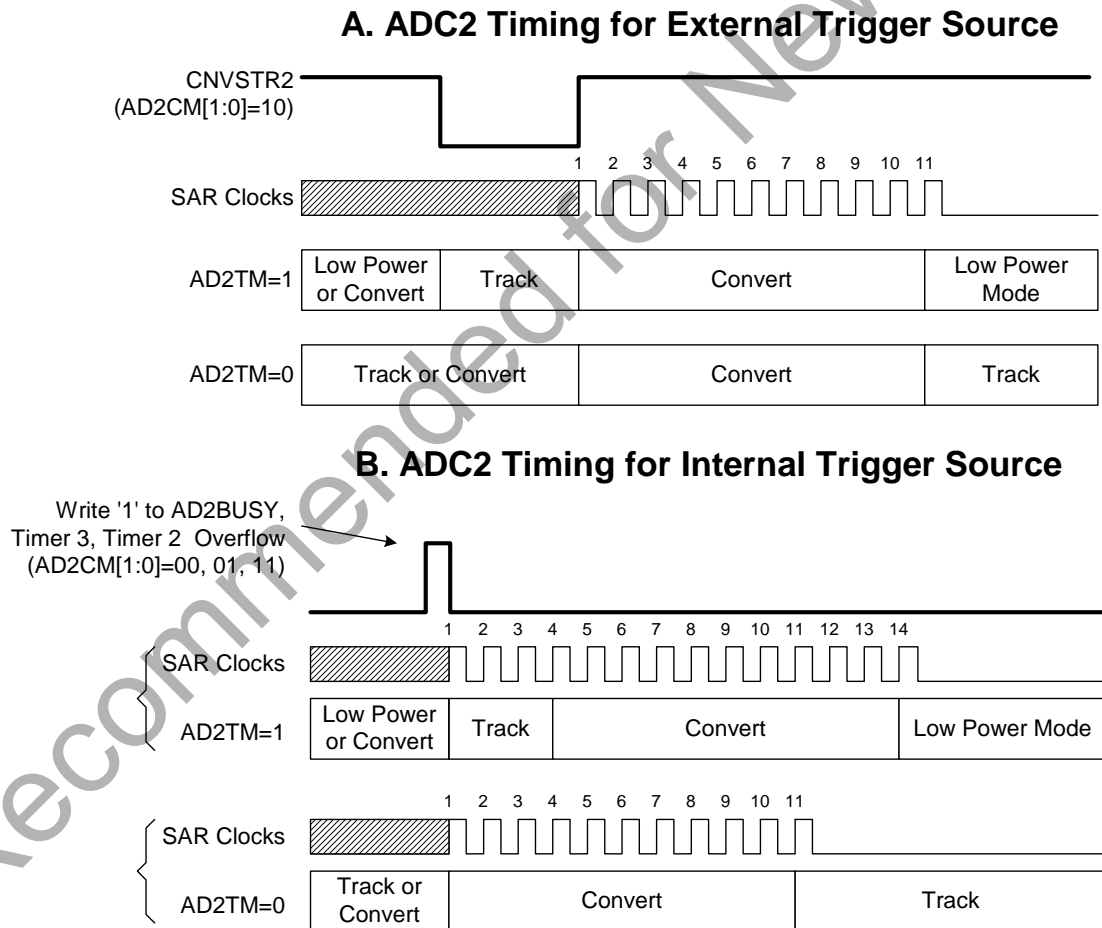 A. ADC2 Timing for External Trigger Source
CNVSTR2
(AD2CM[1:0]=10)
1 2 3 4 5 6 7 8 9 10 11
SAR Clocks
AD2TM=1
Low Power
or Convert
Track
Convert
Low Power
Mode
AD2TM=0
Track or Convert
Convert
Track
B. ADC2 Timing for Internal Trigger Source
Write '1' to AD2BUSY,
Timer 3, Timer 2 Overflow
(AD2CM[1:0]=00, 01, 11)
1 2 3 4 5 6 7 8 9 10 11 12 13 14
SAR Clocks
AD2TM=1
Low Power
or Convert
Track
Convert
Low Power Mode
1 2 3 4 5 6 7 8 9 10 11
SAR Clocks
AD2TM=0
Track or
Convert
Convert
Track
Recommended for New